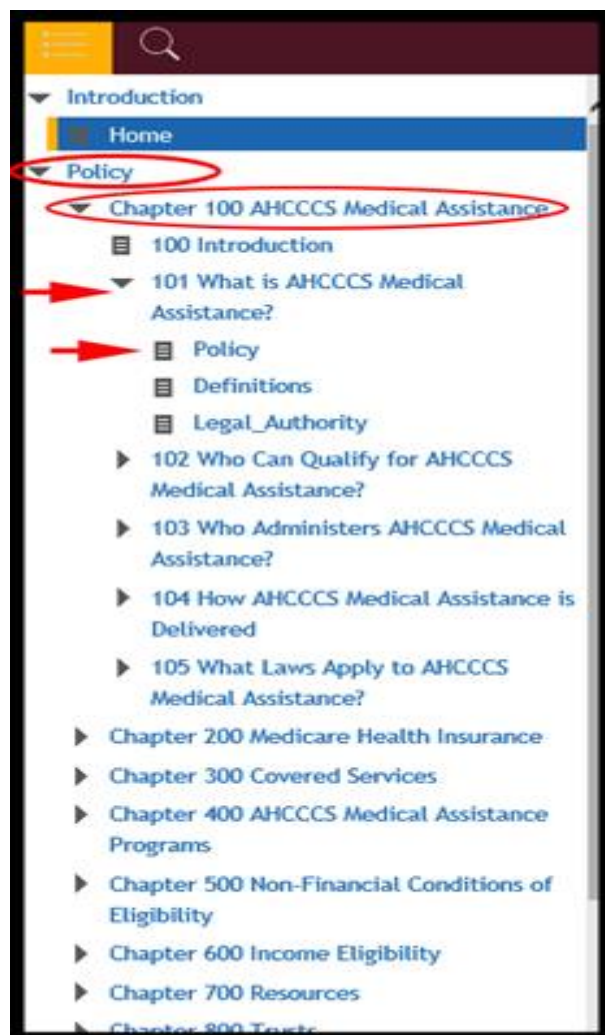 Introduction
Home
Policy
Chapter 100 AHCCCS Medical Assistance
100 Introduction
101 What is AHCCCS Medical
Assistance?
Policy
Definitions
Legal_Authority
102 Who Can Qualify for AHCCCS
Medical Assistance?
103 Who Administers AHCCCS Medical
Assistance?
104 How AHCCCS Medical Assistance is
Delivered
105 What Laws Apply to AHCCCS
Medical Assistance?
Chapter 200 Medicare Health Insurance
Chapter 300 Covered Services
Chapter 400 AHCCCS Medical Assistance
Programs
Chapter 500 Non-Financial Conditions of
Eligibility
Chapter 600 Income Eligibility
Chapter 700 Resources
Chapter 800 Trusts